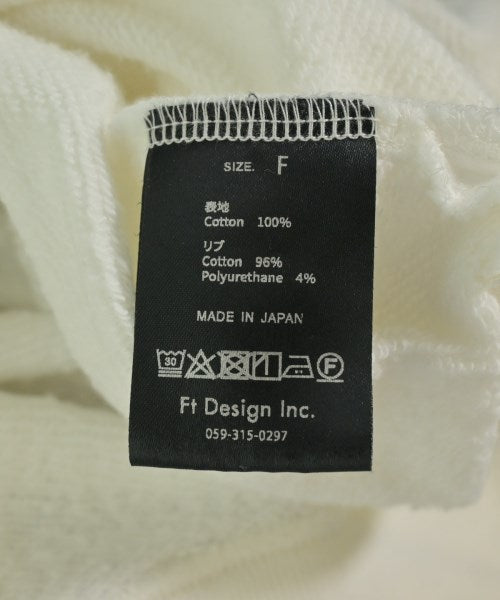 SIZE. F
表地
Cotton 100%
リブ
Cotton 96%
Polyurethane 4%
MADE IN JAPAN
30 F
Ft Design Inc.
059-315-0297